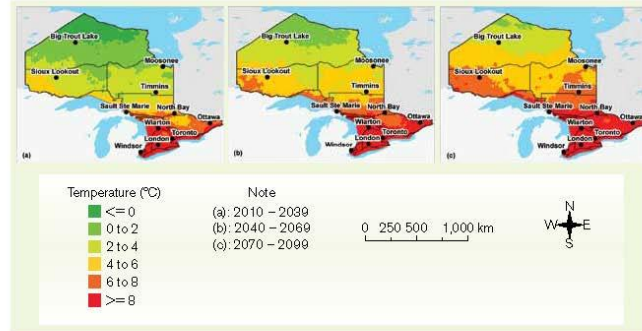 Big Trout Lake
Moosonee
Sioux Lookout
Timmins
Sault Ste Marie
North Bay
Ottawa
Wiarton
Toronto
London
Windsor
(a)
Big Trout Lake
Moosonee
Sioux Lookout
Timmins
Sault Ste Marie
North Bay
Ottawa
Wiarton
Toronto
London
Windsor
(b)
Big Trout Lake
Moosonee
Sioux Lookout
Timmins
Sault Ste Marie
North Bay
Ottawa
Wiarton
Toronto
London
Windsor
(c)
Temperature (°C)
<= 0
0 to 2
2 to 4
4 to 6
6 to 8
>= 8
Note
(a): 2010 – 2039
(b): 2040 – 2069
(c): 2070 – 2099
0 250 500 1,000 km
N
W E
S